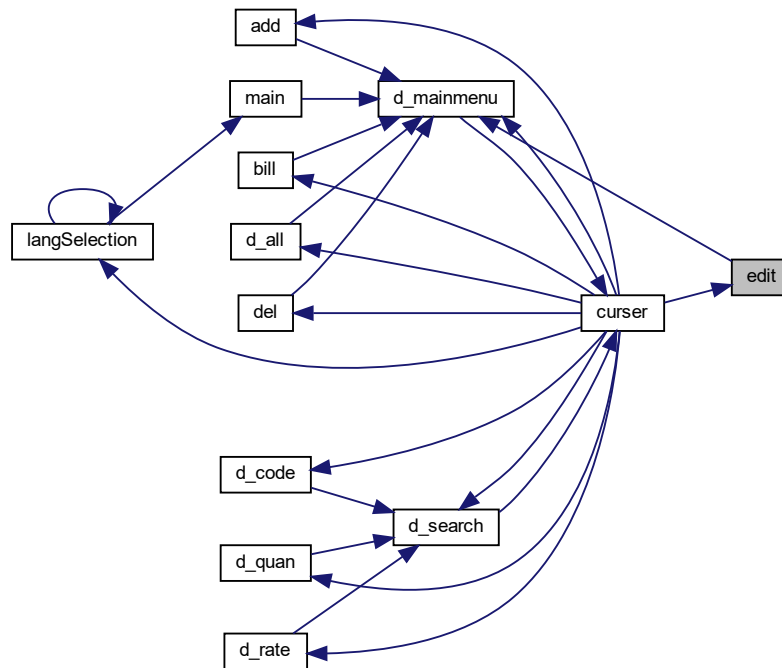 add
main
d_mainmenu
bill
langSelection
d_all
edit
del
curser
d_code
d_search
d_quan
d_rate